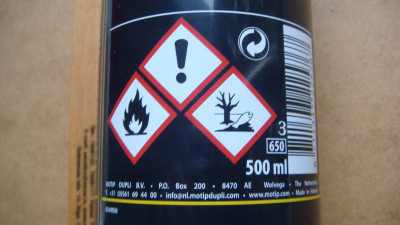 3
650
500 ml
MOTIP DUPLI B.V. • P.O. Box 200 • 8470 AE Wolvega • The Netherlands
T. +31 (0)561 69 44 00 • info@nl.motipdupli.com • www.motip.com • Made in